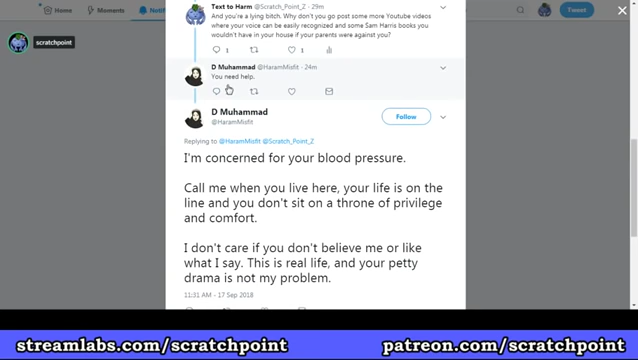 Home Moments Notifi Tweet
scratchpoint
Text to Harm @Scratch_Point_Z · 29m
And you're a lying bitch. Why don't you go post some more Youtube videos
where your voice can be easily recognized and some Sam Harris books you
wouldn't have in your house if your parents were against you?
1 1
D Muhammad @HaramMisfit · 24m
You need help.
D Muhammad
@HaramMisfit
Follow
Replying to @HaramMisfit @Scratch_Point_Z
I'm concerned for your blood pressure.
Call me when you live here, your life is on the
line and you don't sit on a throne of privilege
and comfort.
I don't care if you don't believe me or like
what I say. This is real life, and your petty
drama is not my problem.
11:31 AM - 17 Sep 2018
streamlabs.com/scratchpoint patreon.com/scratchpoint